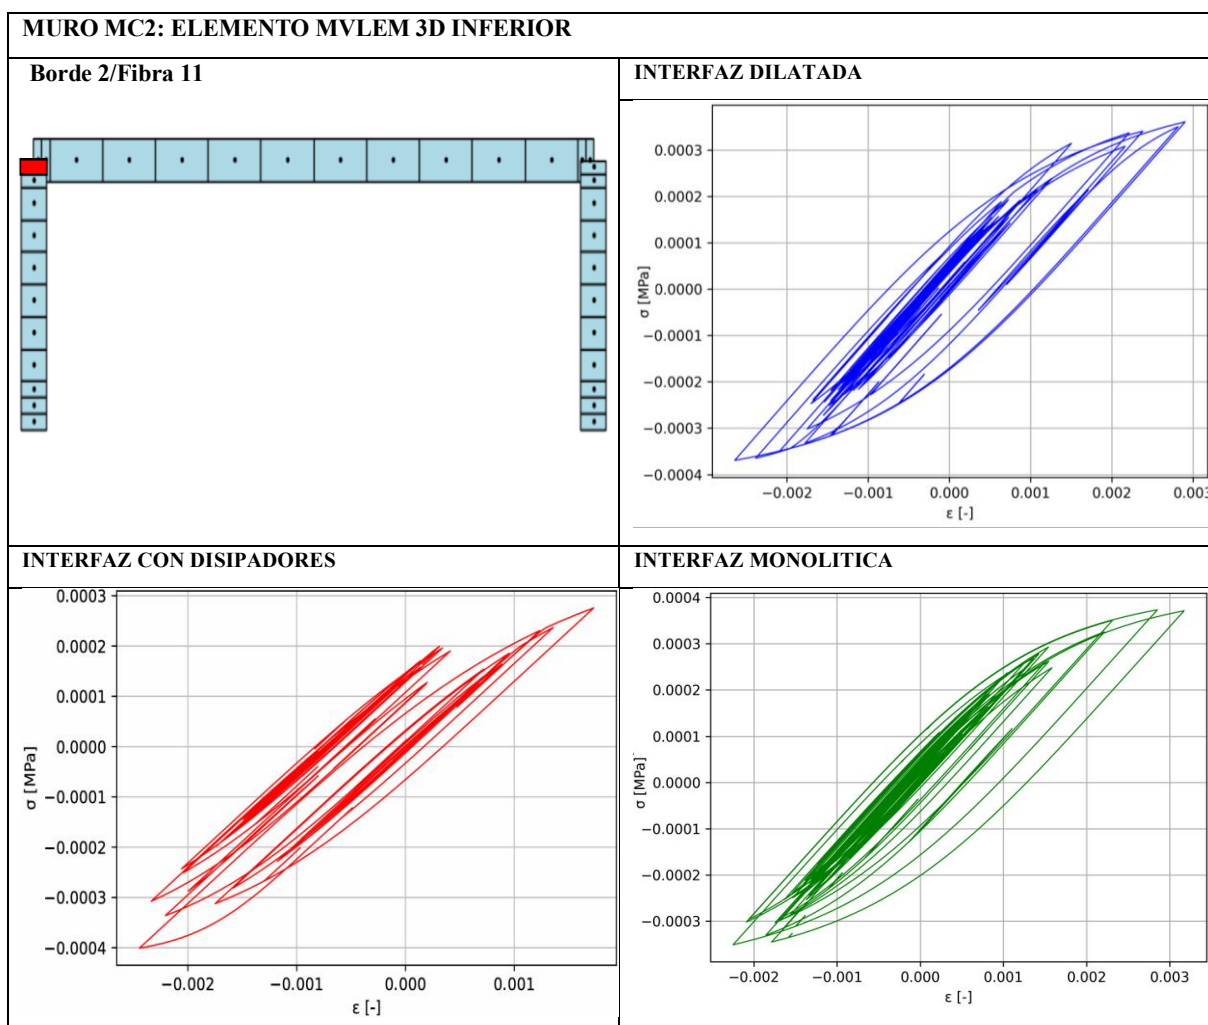 MURO MC2: ELEMENTO MVLEM 3D INFERIOR
Borde 2/Fibra 11
INTERFAZ DILATADA
0.0003
0.0002
0.0001
0.0000
−0.0001
−0.0002
−0.0003
−0.0004
σ [MPa]
−0.002 −0.001 0.000 0.001 0.002 0.003
ε [-]
INTERFAZ CON DISIPADORES
0.0003
0.0002
0.0001
0.0000
−0.0001
−0.0002
−0.0003
−0.0004
σ [MPa]
−0.002 −0.001 0.000 0.001
ε [-]
INTERFAZ MONOLITICA
0.0004
0.0003
0.0002
0.0001
0.0000
−0.0001
−0.0002
−0.0003
σ [MPa]
−0.002 −0.001 0.000 0.001 0.002 0.003
ε [-]